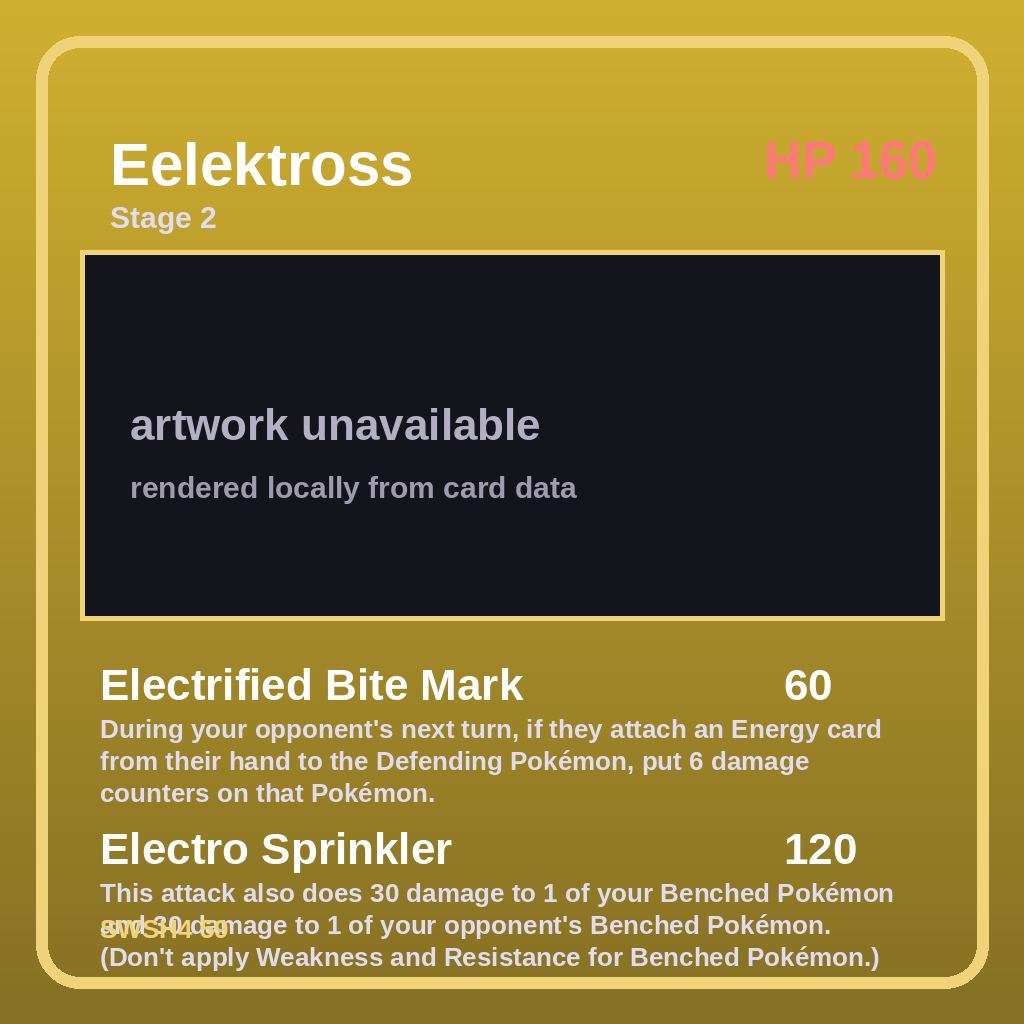 Eelektross
HP 160
Stage 2
artwork unavailable
rendered locally from card data
Electrified Bite Mark
60
During your opponent's next turn, if they attach an Energy card
from their hand to the Defending Pokémon, put 6 damage
counters on that Pokémon.
Electro Sprinkler
120
This attack also does 30 damage to 1 of your Benched Pokémon
and 30 damage to 1 of your opponent's Benched Pokémon.
(Don't apply Weakness and Resistance for Benched Pokémon.)